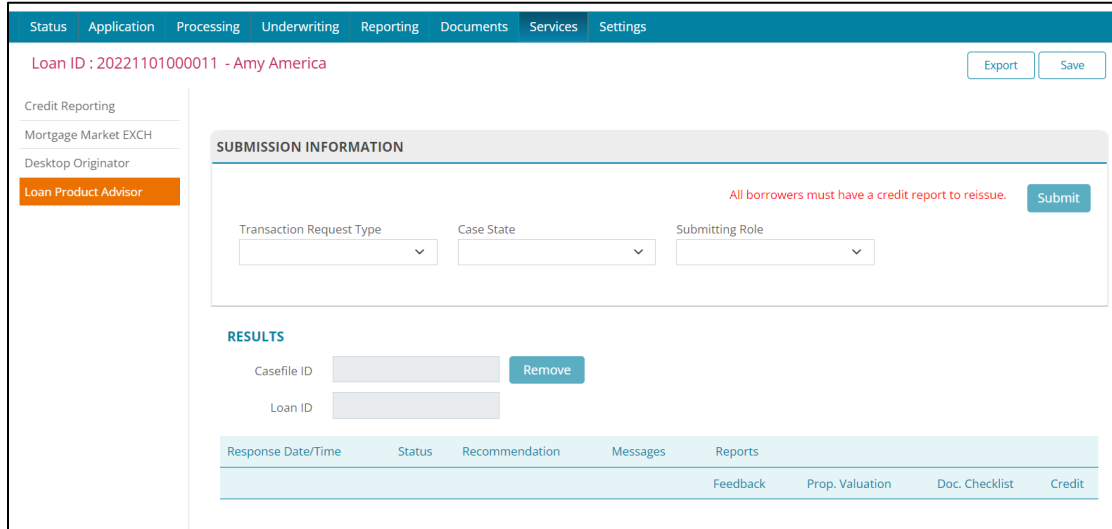 Status Application Processing Underwriting Reporting Documents Services Settings
Loan ID : 20221101000011 - Amy America
Export Save
Credit Reporting
Mortgage Market EXCH
Desktop Originator
Loan Product Advisor
SUBMISSION INFORMATION
All borrowers must have a credit report to reissue. Submit
Transaction Request Type Case State Submitting Role
RESULTS
Casefile ID Remove
Loan ID
Response Date/Time Status Recommendation Messages Reports
Feedback Prop. Valuation Doc. Checklist Credit